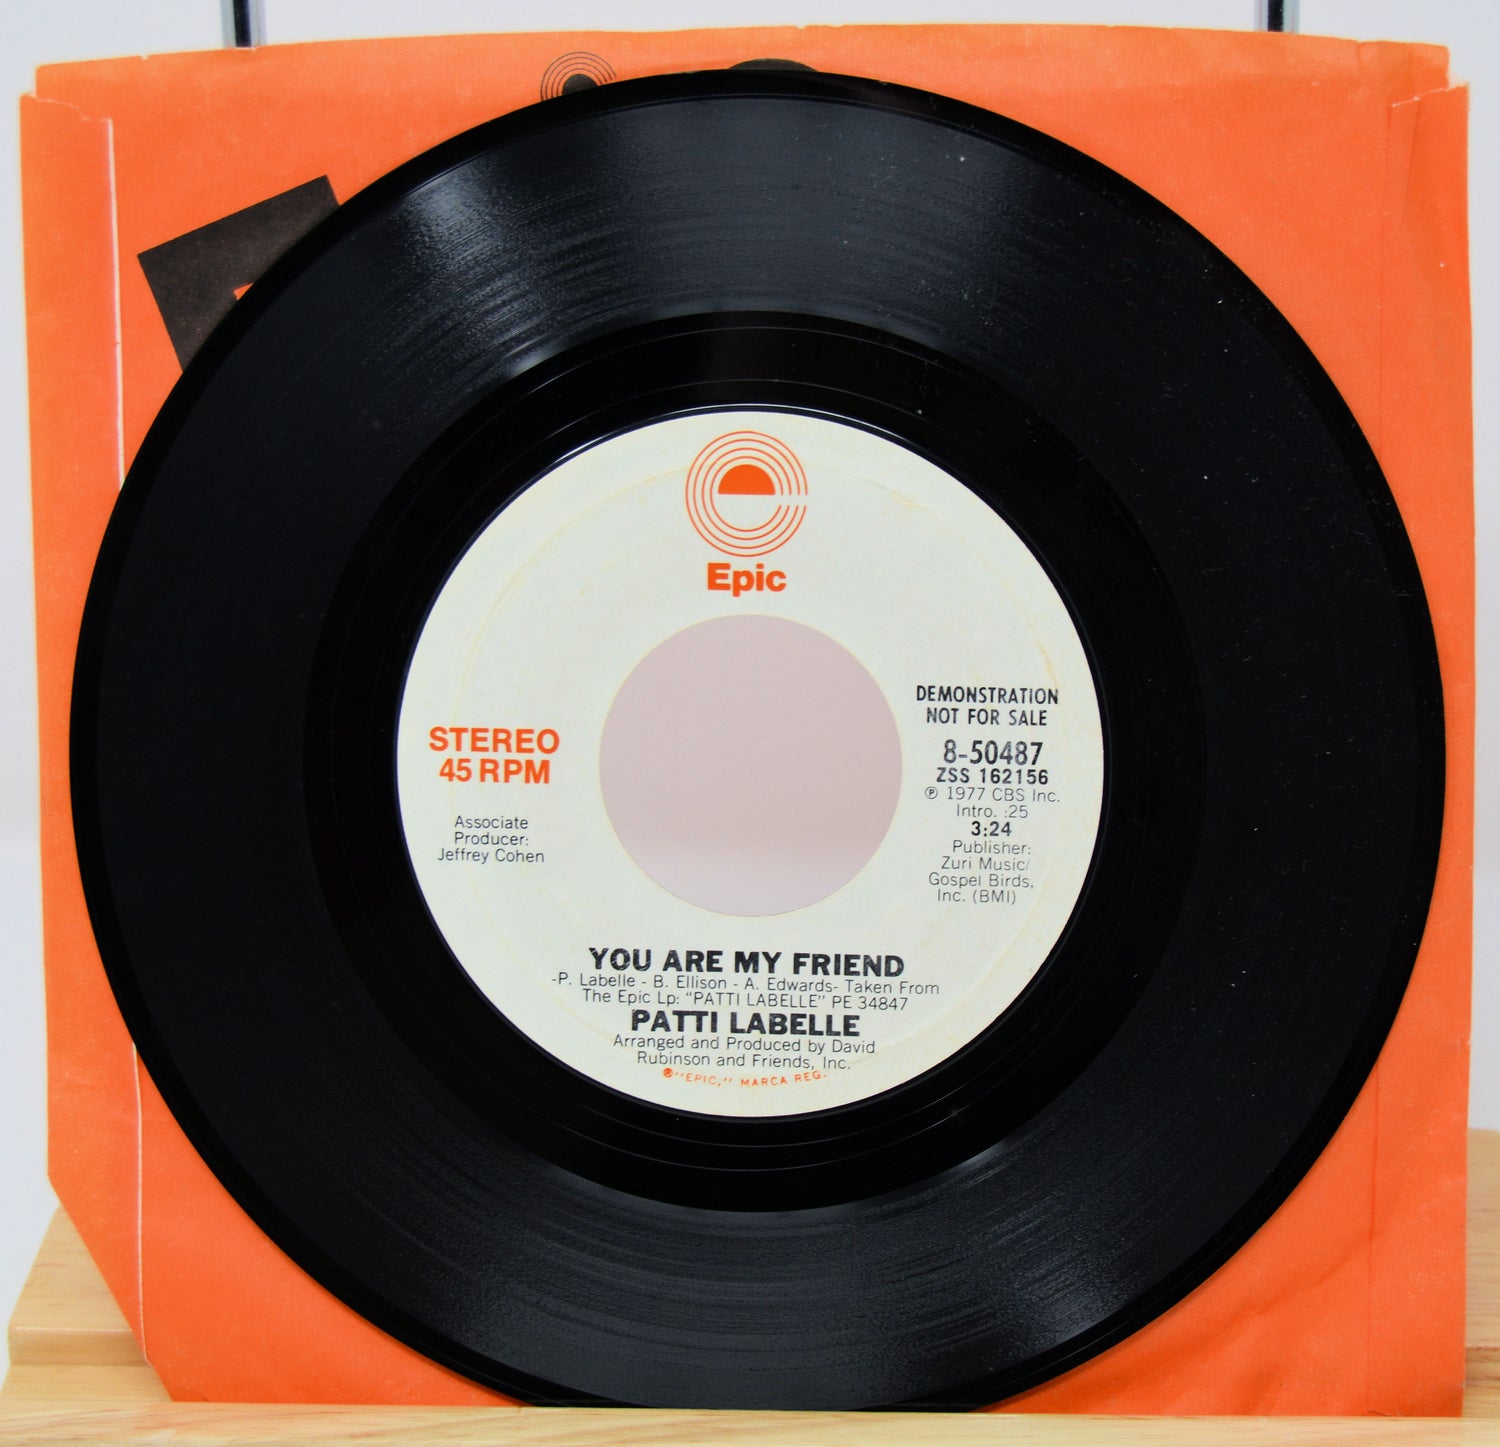 Epic
STEREO
45 RPM
Associate
Producer:
Jeffrey Cohen
DEMONSTRATION
NOT FOR SALE
8-50487
ZSS 162156
℗ 1977 CBS Inc.
Intro. :25
3:24
Publisher:
Zuri Music/
Gospel Birds,
Inc. (BMI)
YOU ARE MY FRIEND
-P. Labelle - B. Ellison - A. Edwards- Taken From
The Epic Lp: "PATTI LABELLE" PE 34847
PATTI LABELLE
Arranged and Produced by David
Rubinson and Friends, Inc.
"EPIC," MARCA REG.